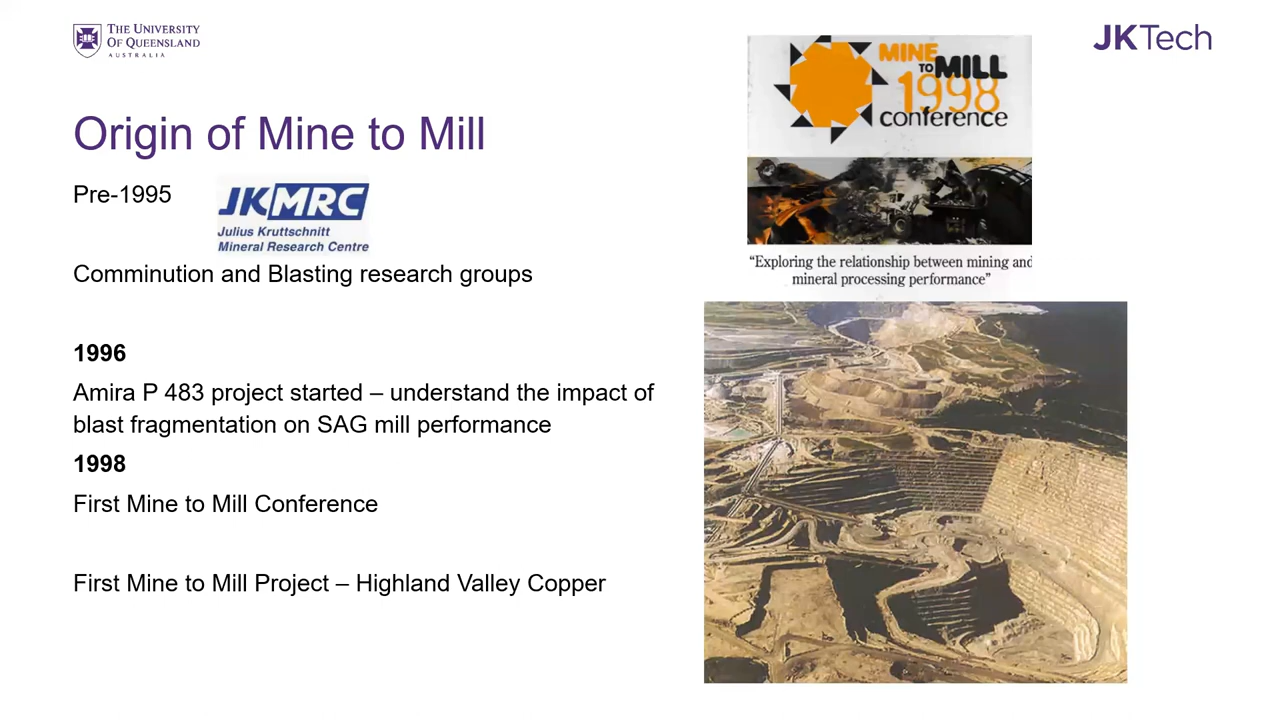 THE UNIVERSITY
OF QUEENSLAND
AUSTRALIA
JKTech
Origin of Mine to Mill
Pre-1995
JKMRC
Julius Kruttschnitt
Mineral Research Centre
Comminution and Blasting research groups
1996
Amira P 483 project started – understand the impact of
blast fragmentation on SAG mill performance
1998
First Mine to Mill Conference
First Mine to Mill Project – Highland Valley Copper
MINE
TO MILL
1998
conference
“Exploring the relationship between mining and
mineral processing performance”